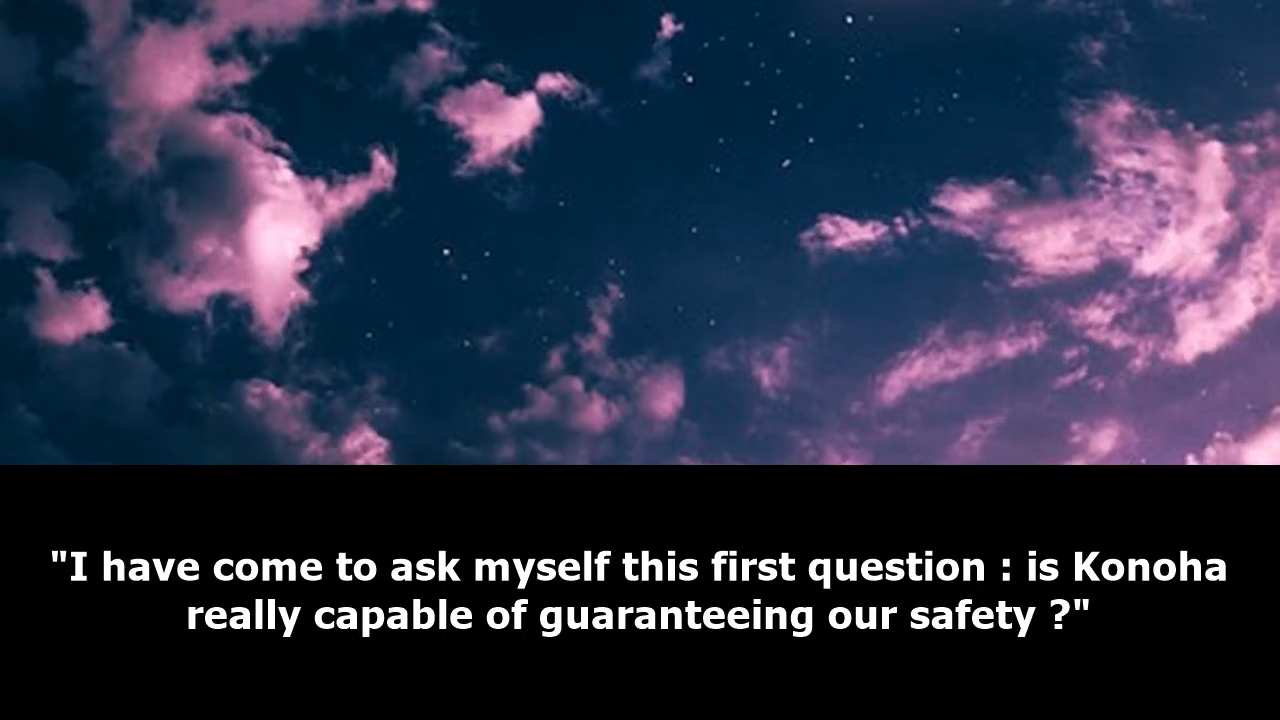 "I have come to ask myself this first question : is Konoha
really capable of guaranteeing our safety ?"